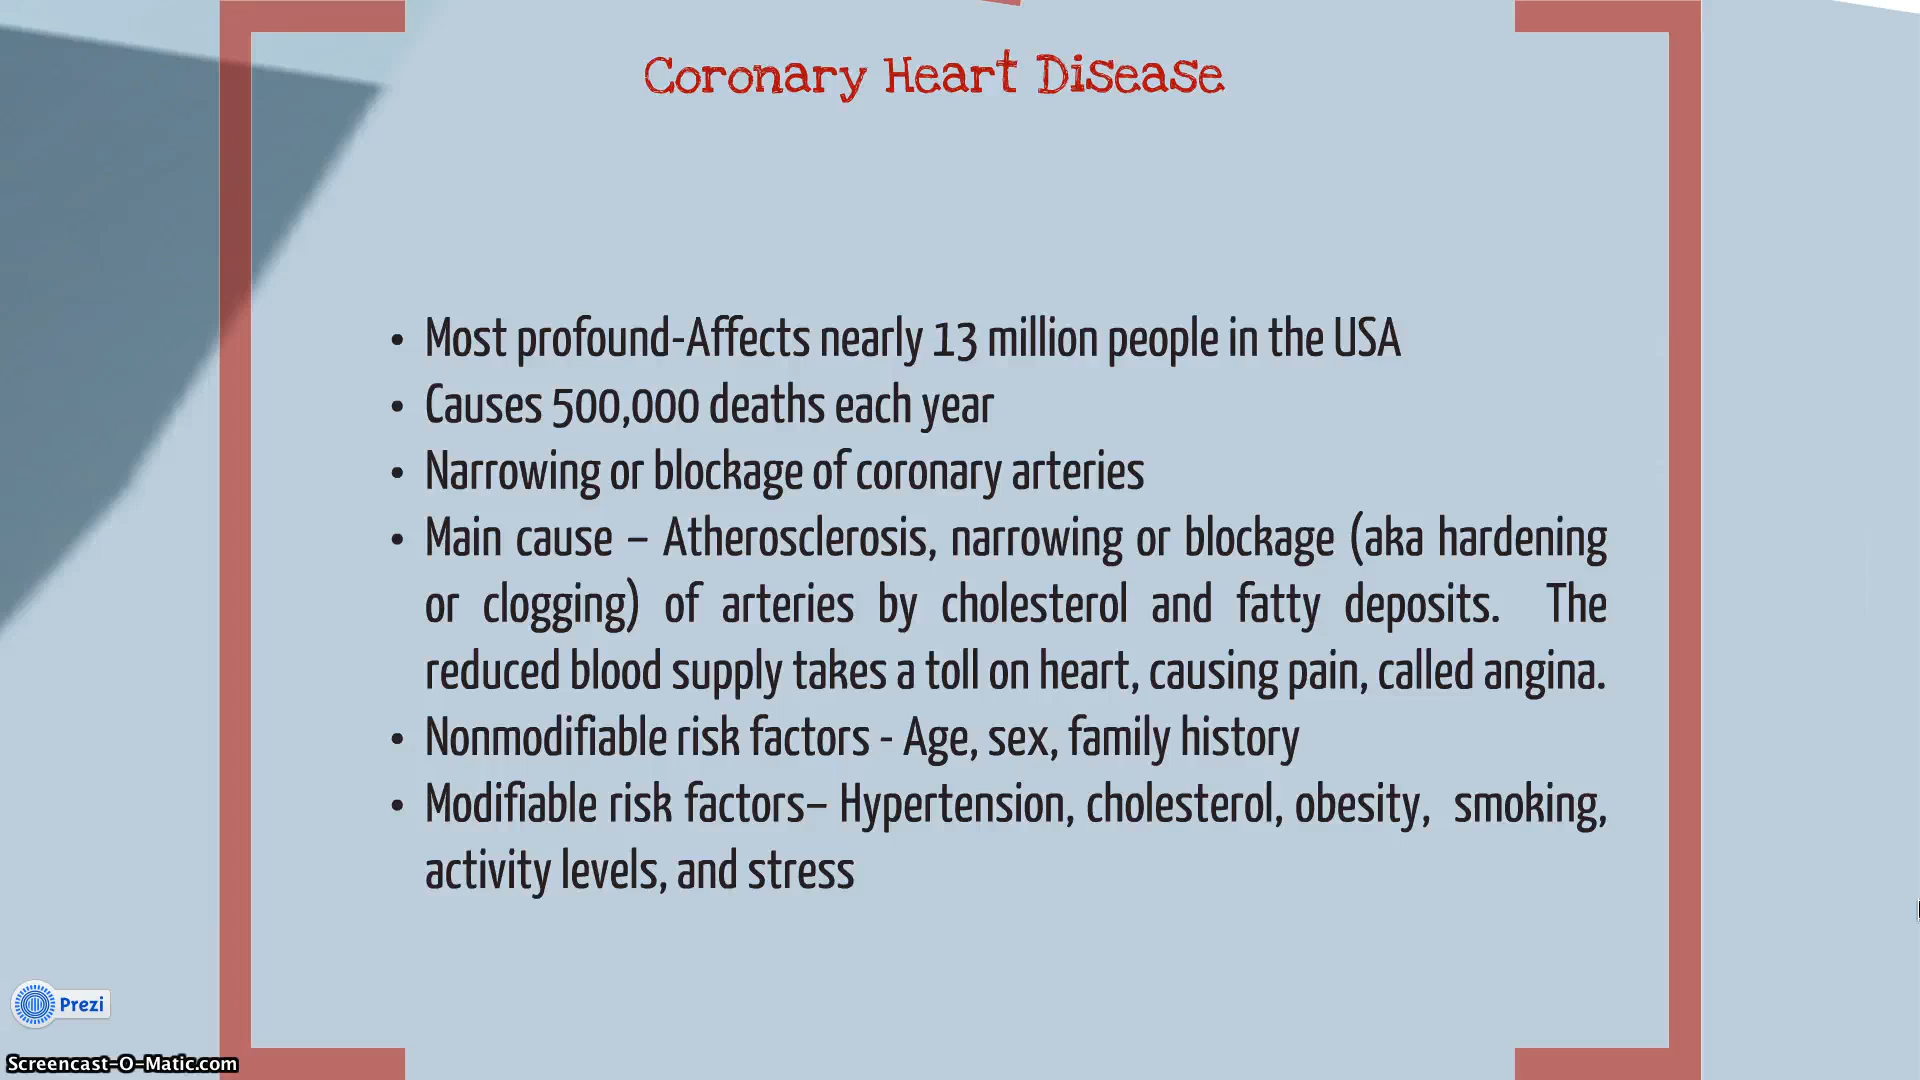 Coronary Heart Disease
• Most profound-Affects nearly 13 million people in the USA
• Causes 500,000 deaths each year
• Narrowing or blockage of coronary arteries
• Main cause – Atherosclerosis, narrowing or blockage (aka hardening
or clogging) of arteries by cholesterol and fatty deposits. The
reduced blood supply takes a toll on heart, causing pain, called angina.
• Nonmodifiable risk factors - Age, sex, family history
• Modifiable risk factors– Hypertension, cholesterol, obesity, smoking,
activity levels, and stress
Prezi
Screencast-O-Matic.com